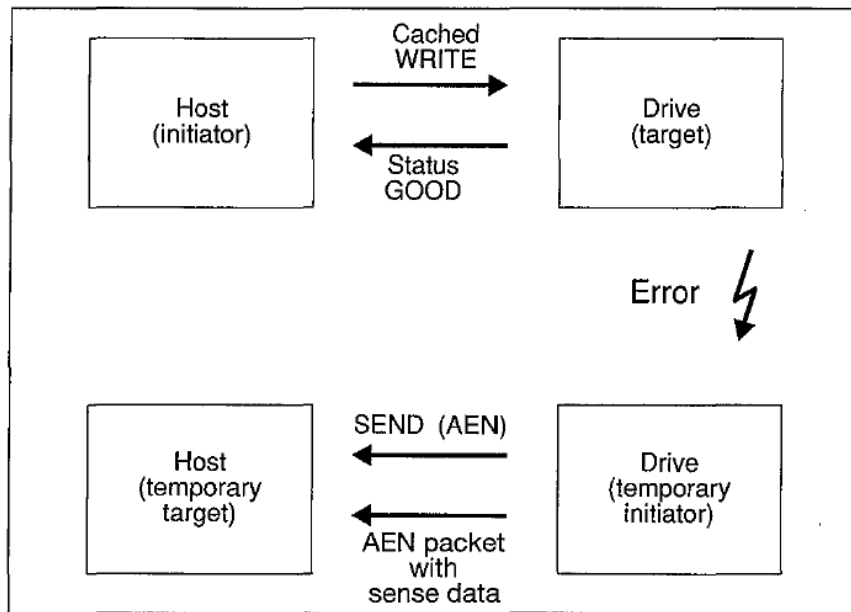 Cached
WRITE
Host
(initiator)
Drive
(target)
Status
GOOD
Error
SEND (AEN)
Host
(temporary
target)
Drive
(temporary
initiator)
AEN packet
with
sense data